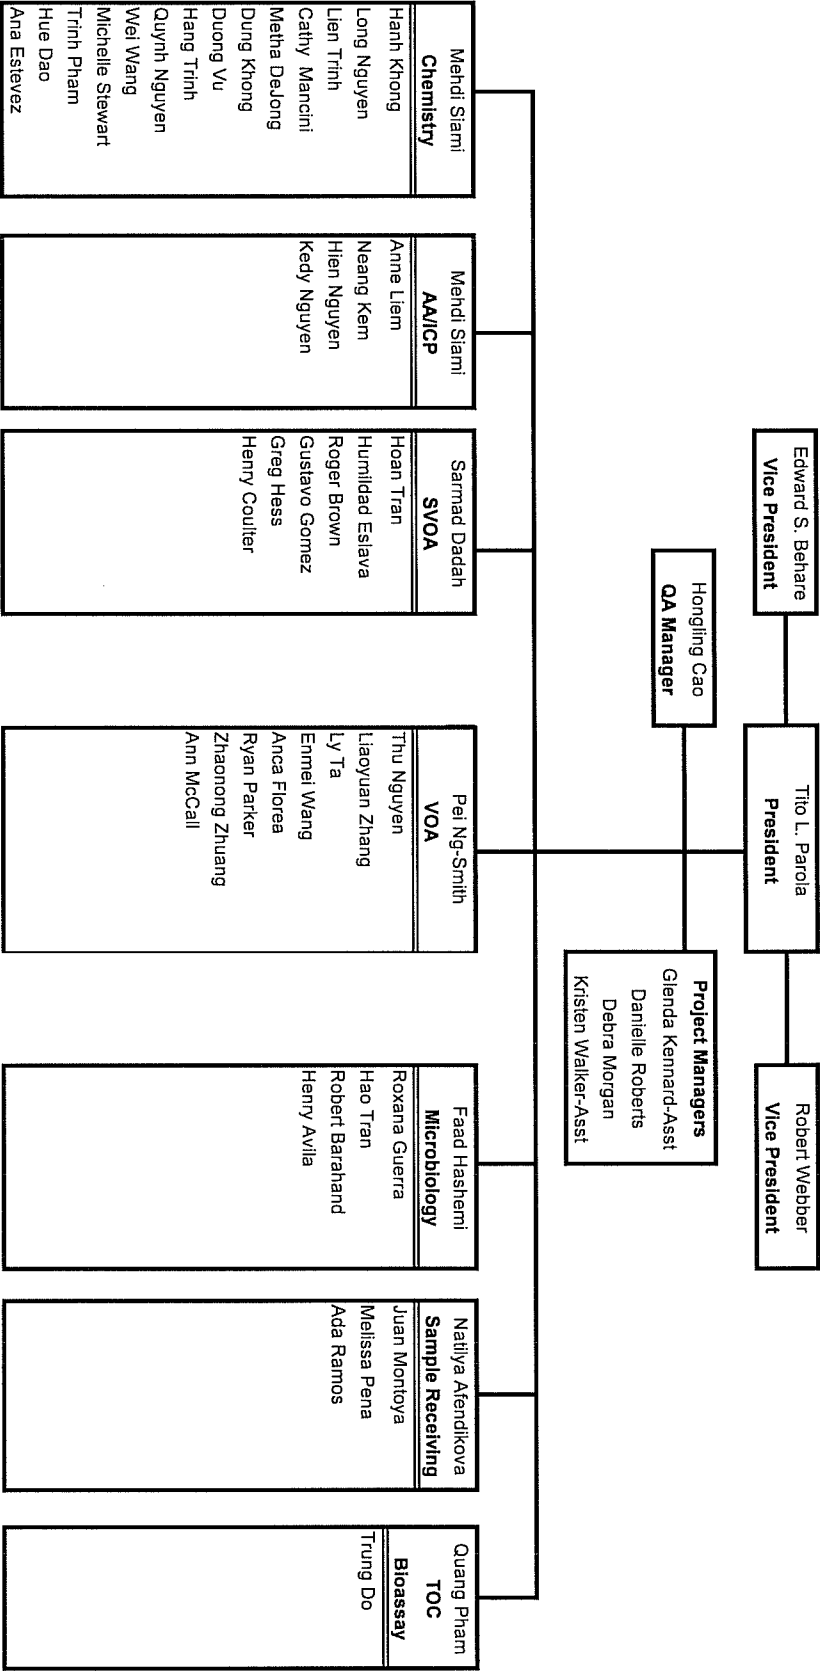 Edward S. Behare
Vice President
Tito L.. Parola
President
Robert Webber
Vice President
Hongling Cao
QA Manager
Project Managers
Glenda Kennard-Asst
Danielle Roberts
Debra Morgan
Kristen Walker-Asst
Mehdi Siami
Chemistry
Hanh Khong
Long Nguyen
Lien Trinh
Cathy Mancini
Metha DeJong
Dung Khong
Duong Vu
Hang Trinh
Quynh Nguyen
Wei Wang
Michelle Stewart
Trinh Pham
Hue Dao
Ana Estevez
Mehdi Siami
AA/ICP
Anne Liem
Neang Kem
Hien Nguyen
Kedy Nguyen
Sarmad Dadah
SVOA
Hoan Tran
Humildad Eslava
Roger Brown
Gustavo Gomez
Greg Hess
Henry Coulter
Pei Ng-Smith
VOA
Thu Nguyen
Liaoyuan Zhang
Ly Ta
Enmei Wang
Anca Florea
Ryan Parker
Zhaonong Zhuang
Ann McCall
Faad Hashemi
Microbiology
Roxana Guerra
Hao Tran
Robert Barahand
Henry Avila
Natilya Afendikova
Sample Receiving
Juan Montoya
Melissa Pena
Ada Ramos
Quang Pham
TOC
Bioassay
Trung Do